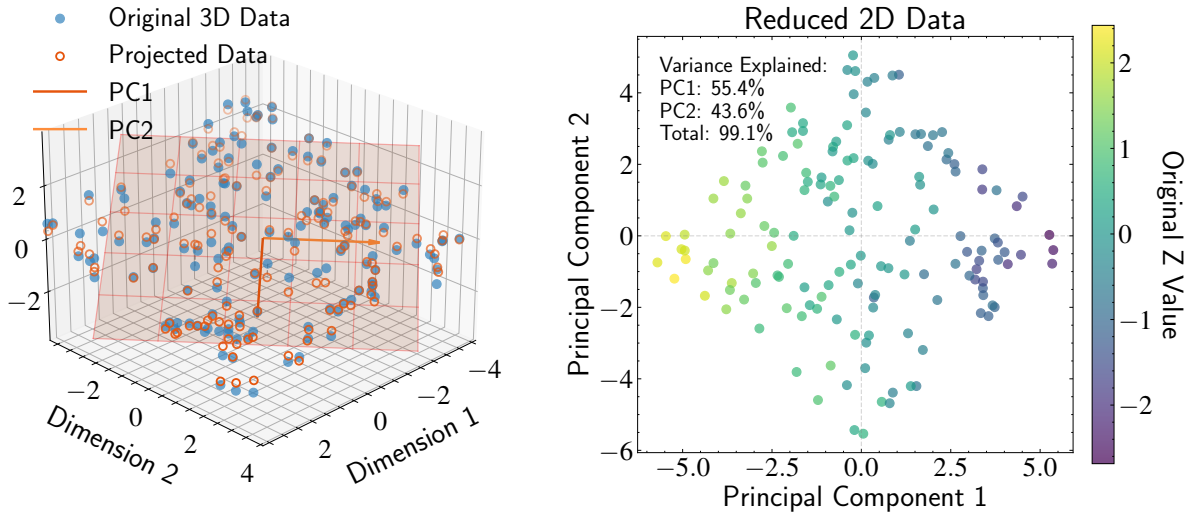 Original 3D Data
Projected Data
PC1
PC2
2
0
−2
−2
0
2
4
Dimension 2
2
0
−2
−4
Dimension 1
Reduced 2D Data
Variance Explained:
PC1: 55.4%
PC2: 43.6%
Total: 99.1%
4
2
0
−2
−4
−6
Principal Component 2
−5.0
−2.5
0.0
2.5
5.0
Principal Component 1
2
1
0
−1
−2
Original Z Value